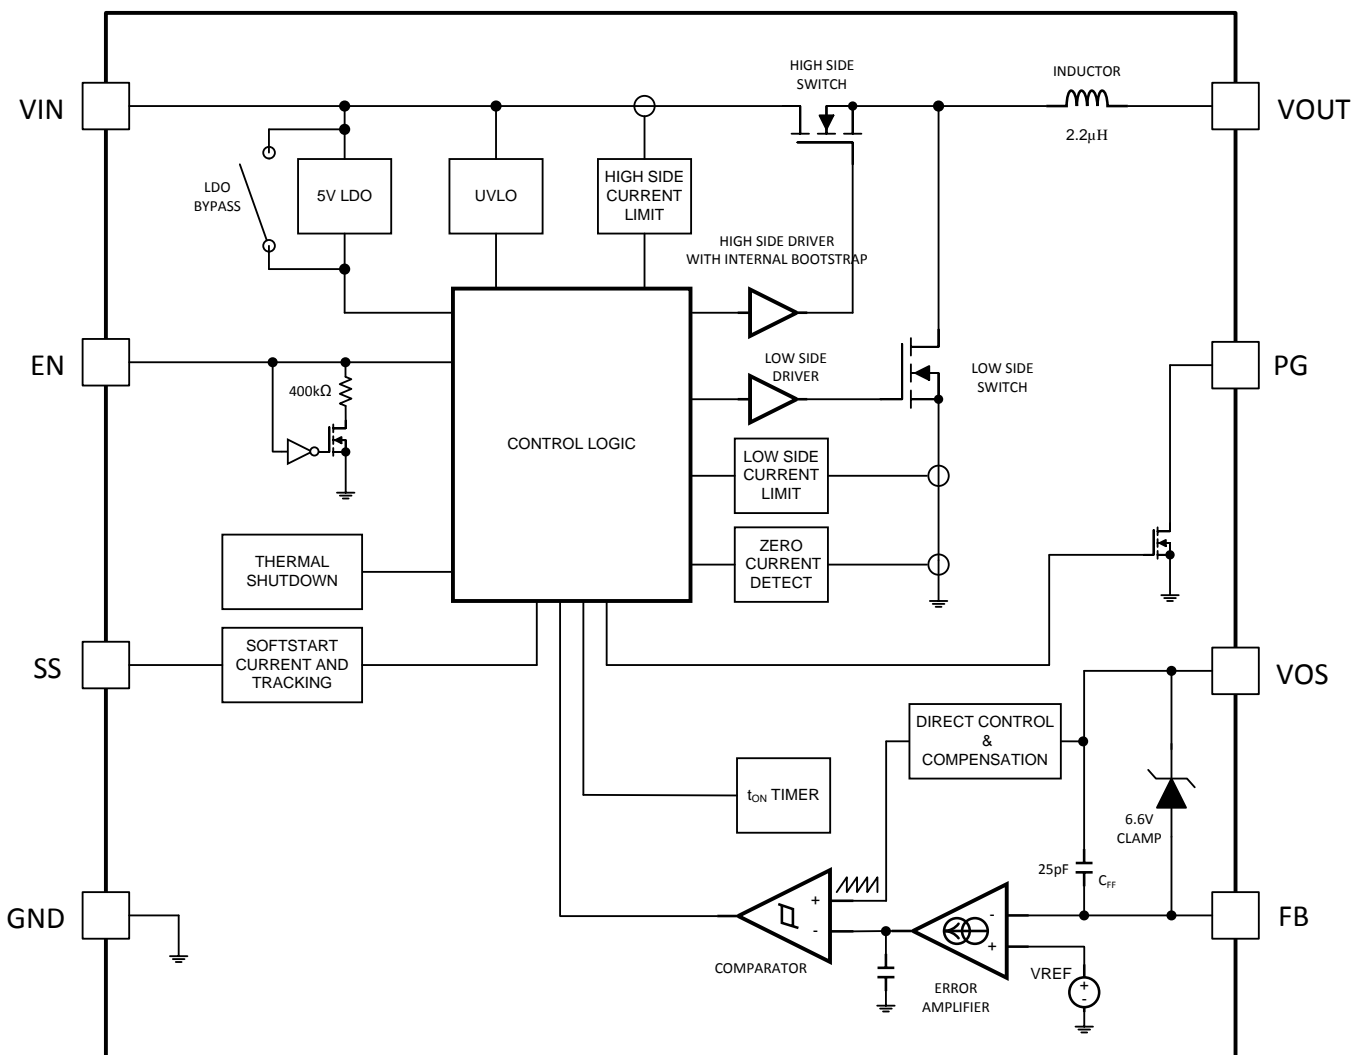 HIGH SIDE
SWITCH
INDUCTOR
VIN
VOUT
2.2µH
LDO
BYPASS
5V LDO
UVLO
HIGH SIDE
CURRENT
LIMIT
HIGH SIDE DRIVER
WITH INTERNAL BOOTSTRAP
EN
400kΩ
LOW SIDE
DRIVER
LOW SIDE
SWITCH
PG
CONTROL LOGIC
LOW SIDE
CURRENT
LIMIT
THERMAL
SHUTDOWN
ZERO
CURRENT
DETECT
SS
SOFTSTART
CURRENT AND
TRACKING
VOS
DIRECT CONTROL
&
COMPENSATION
tON TIMER
6.6V
CLAMP
25pF
CFF
GND
+
-
COMPARATOR
-
+
ERROR
AMPLIFIER
VREF
+
-
FB